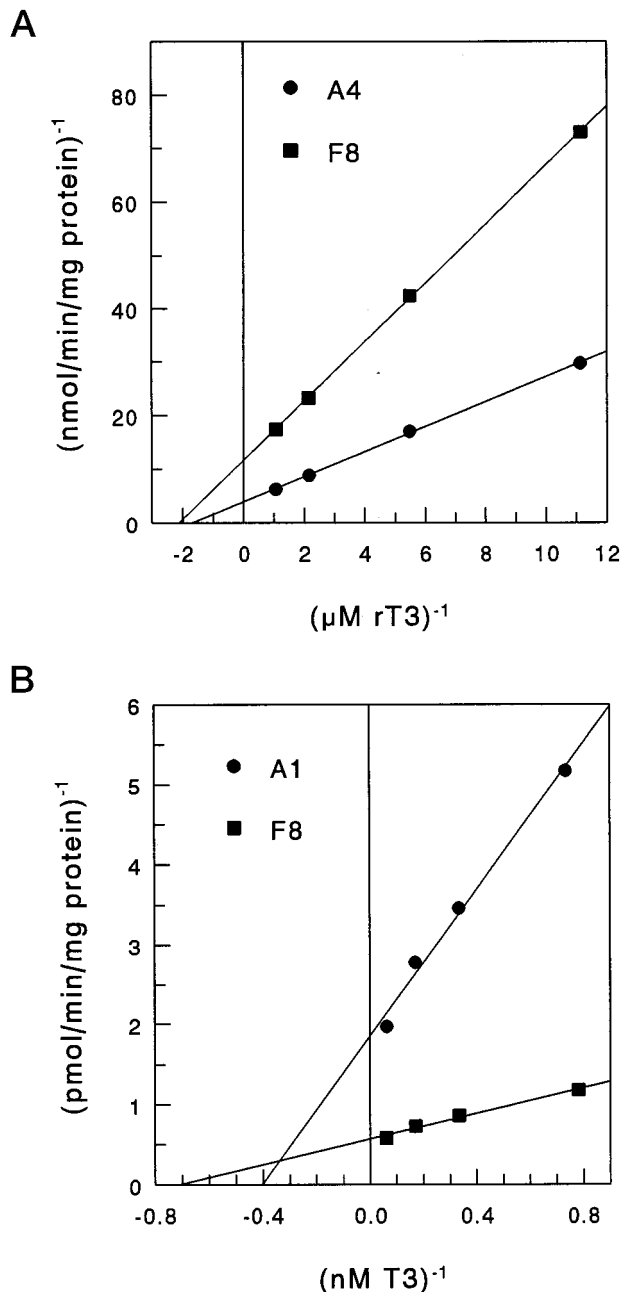 A
A4
F8
(nmol/min/mg protein)⁻¹
80
60
40
20
0
-2 0 2 4 6 8 10 12
(µM rT3)⁻¹
B
A1
F8
(pmol/min/mg protein)⁻¹
6
5
4
3
2
1
0
-0.8 -0.4 0.0 0.4 0.8
(nM T3)⁻¹